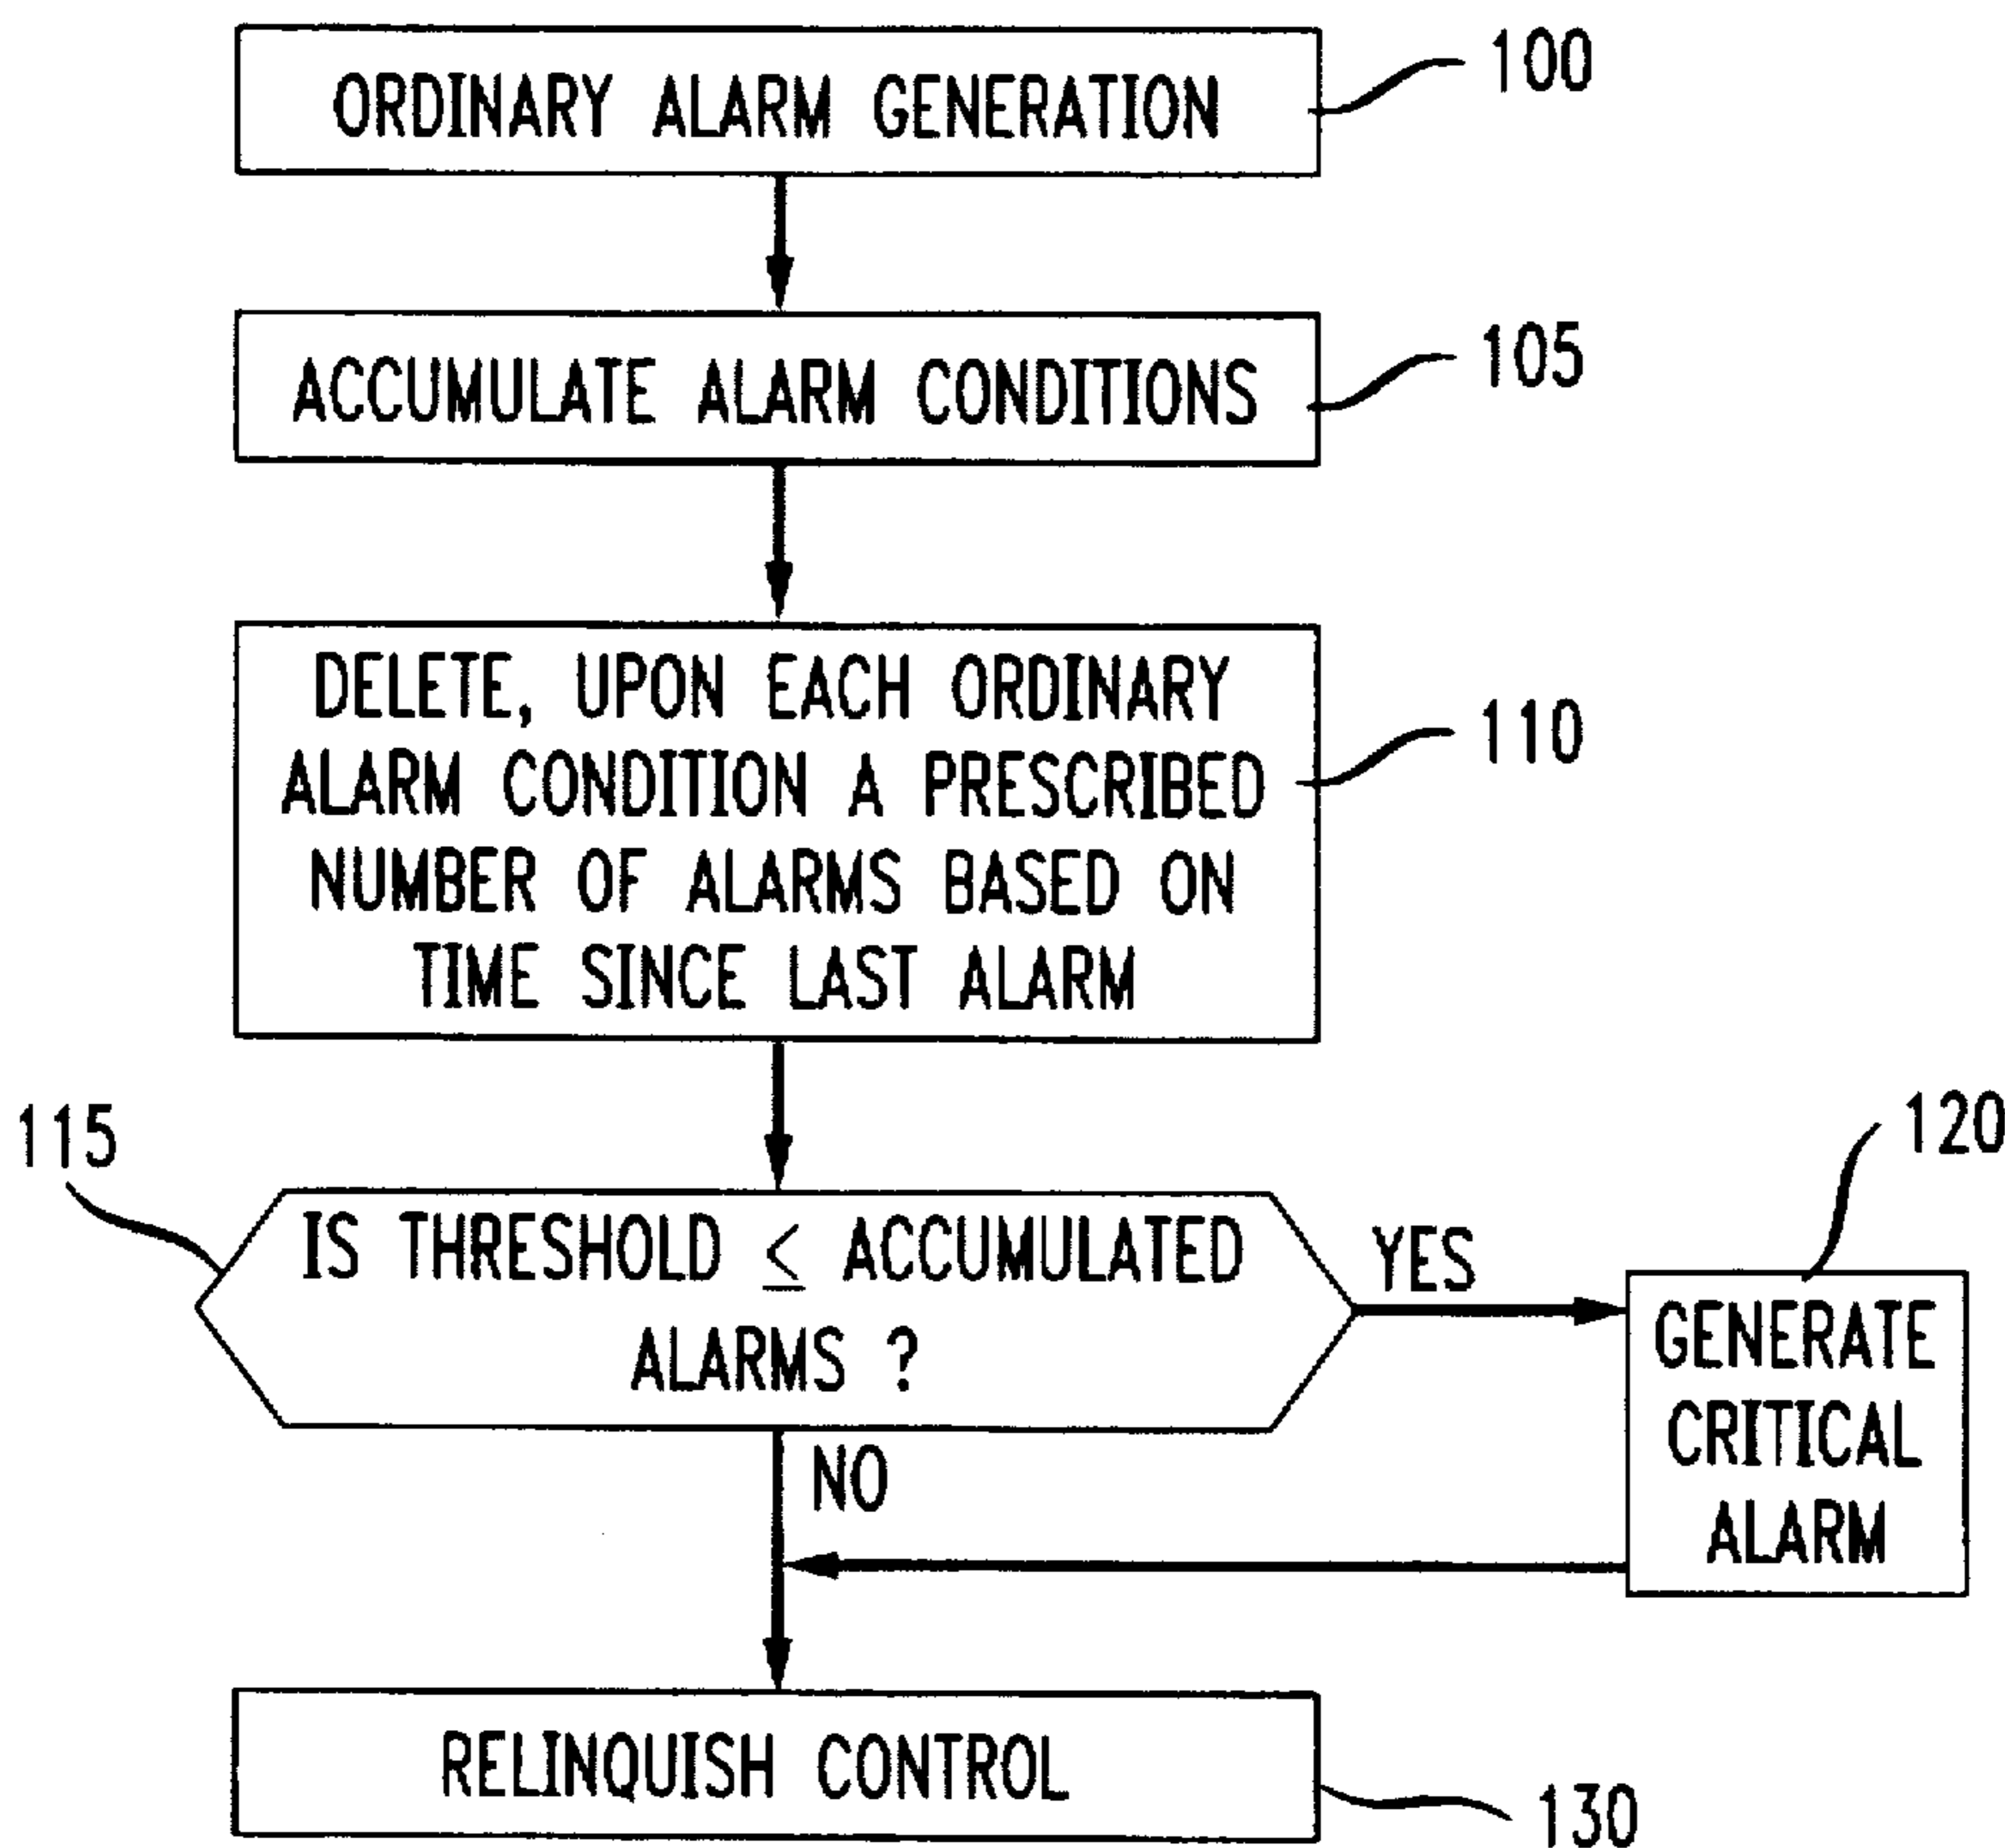 ORDINARY ALARM GENERATION
100
ACCUMULATE ALARM CONDITIONS
105
DELETE, UPON EACH ORDINARY
ALARM CONDITION A PRESCRIBED
NUMBER OF ALARMS BASED ON
TIME SINCE LAST ALARM
110
115
IS THRESHOLD ≤ ACCUMULATED
ALARMS ?
YES
120
GENERATE
CRITICAL
ALARM
NO
RELINQUISH CONTROL
130